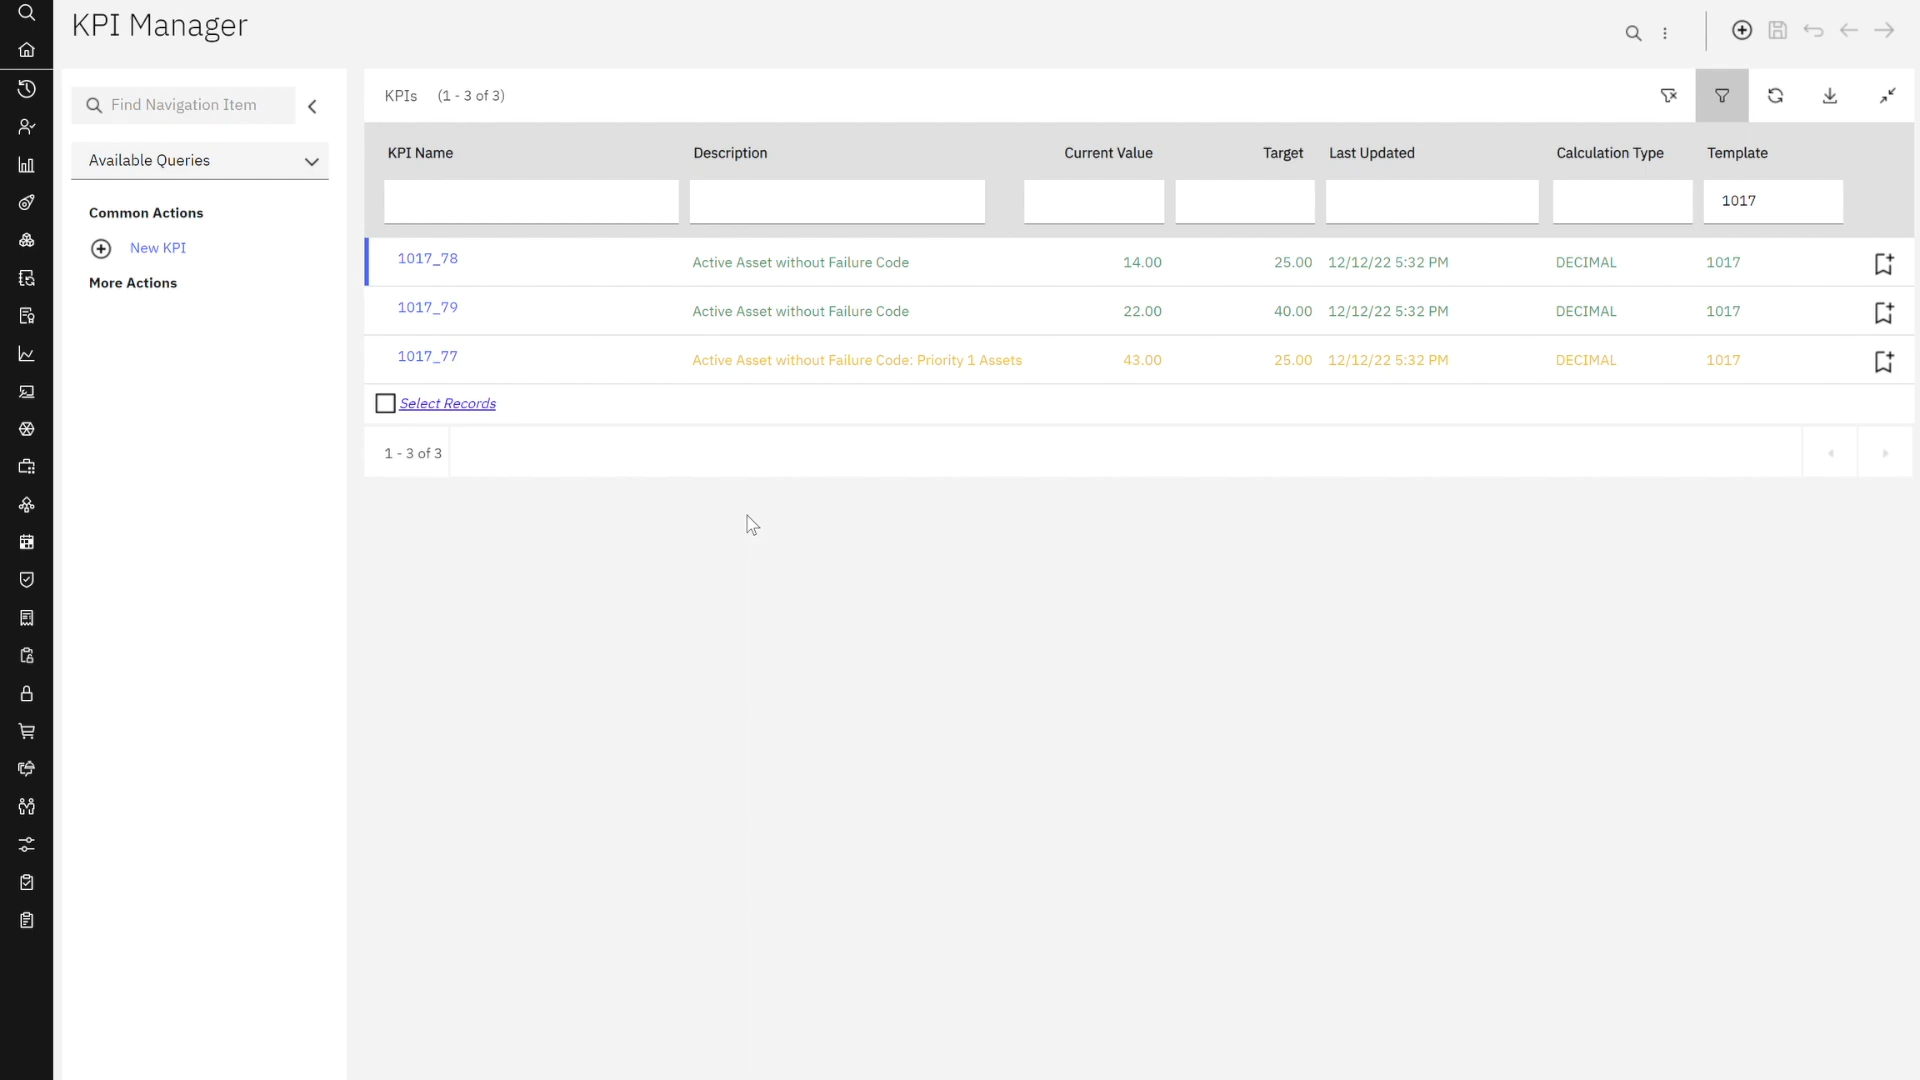 KPI Manager
Find Navigation Item
Available Queries
Common Actions
New KPI
More Actions
KPIs (1 - 3 of 3)
KPI Name Description Current Value Target Last Updated Calculation Type Template
1017
1017_78 Active Asset without Failure Code 14.00 25.00 12/12/22 5:32 PM DECIMAL 1017
1017_79 Active Asset without Failure Code 22.00 40.00 12/12/22 5:32 PM DECIMAL 1017
1017_77 Active Asset without Failure Code: Priority 1 Assets 43.00 25.00 12/12/22 5:32 PM DECIMAL 1017
Select Records
1 - 3 of 3